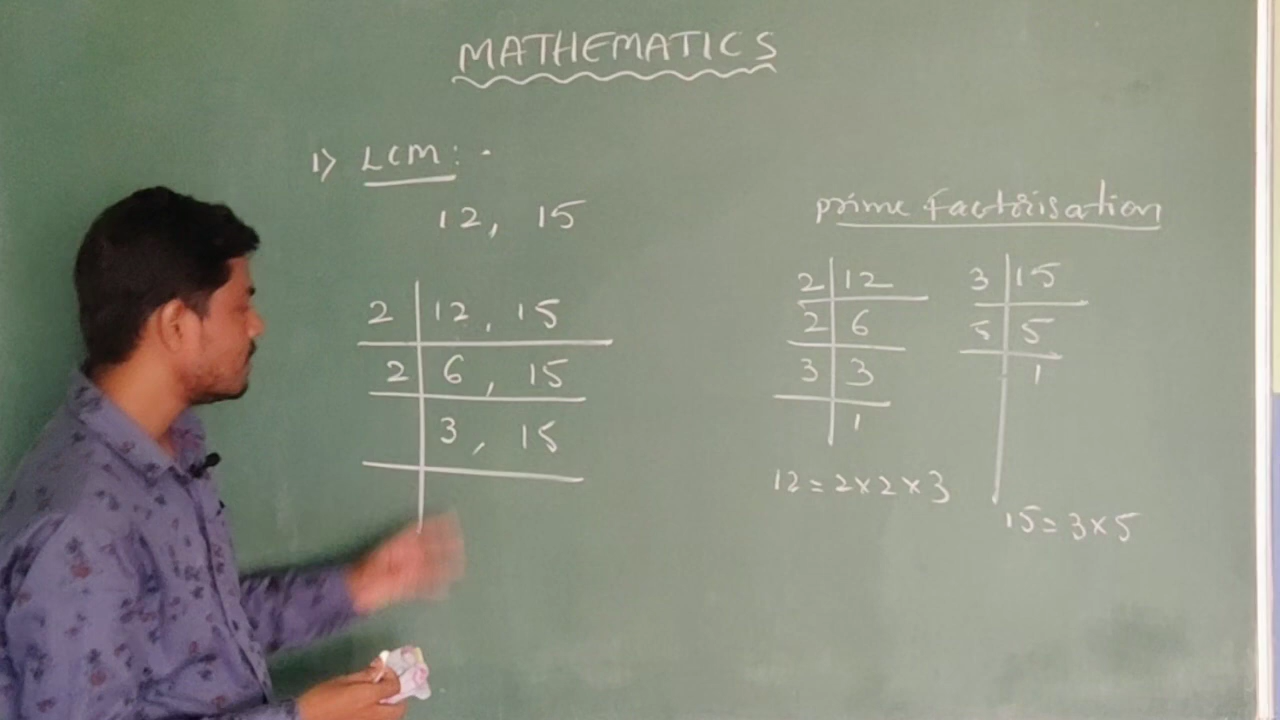 MATHEMATICS
1) LCM:-
12, 15
2 | 12, 15
2 | 6, 15
3, 15
prime factorisation
2 | 12
2 | 6
3 | 3
1
12 = 2 × 2 × 3
3 | 15
5 | 5
1
15 = 3 × 5